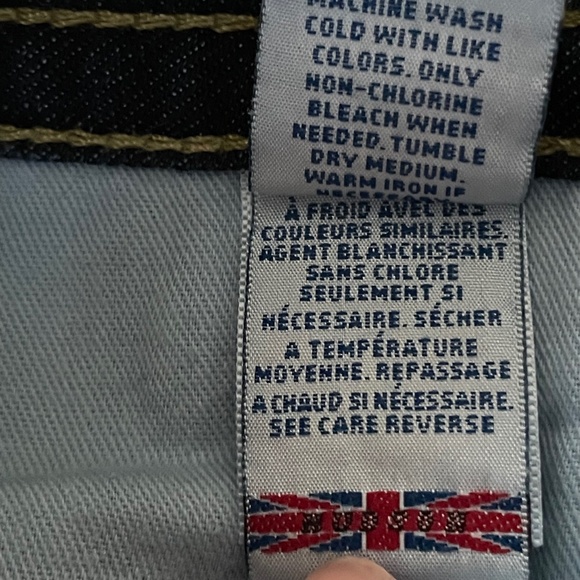 MACHINE WASH
COLD WITH LIKE
COLORS. ONLY
NON-CHLORINE
BLEACH WHEN
NEEDED. TUMBLE
DRY MEDIUM.
WARM IRON IF
À FROID AVEC DES
COULEURS SIMILAIRES.
AGENT BLANCHISSANT
SANS CHLORE
SEULEMENT SI
NÉCESSAIRE. SÉCHER
A TEMPÉRATURE
MOYENNE. REPASSAGE
A CHAUD SI NÉCESSAIRE.
SEE CARE REVERSE
HUDSON